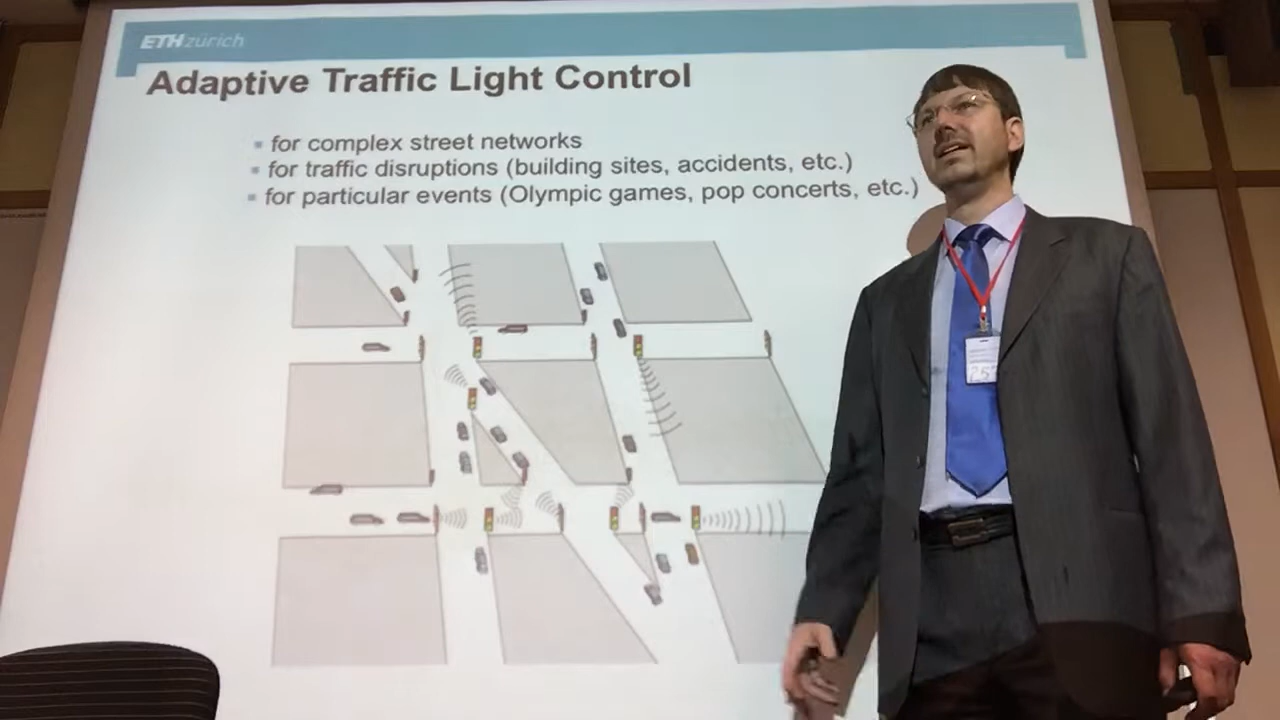 ETH zürich
Adaptive Traffic Light Control
for complex street networks
for traffic disruptions (building sites, accidents, etc.)
for particular events (Olympic games, pop concerts, etc.)